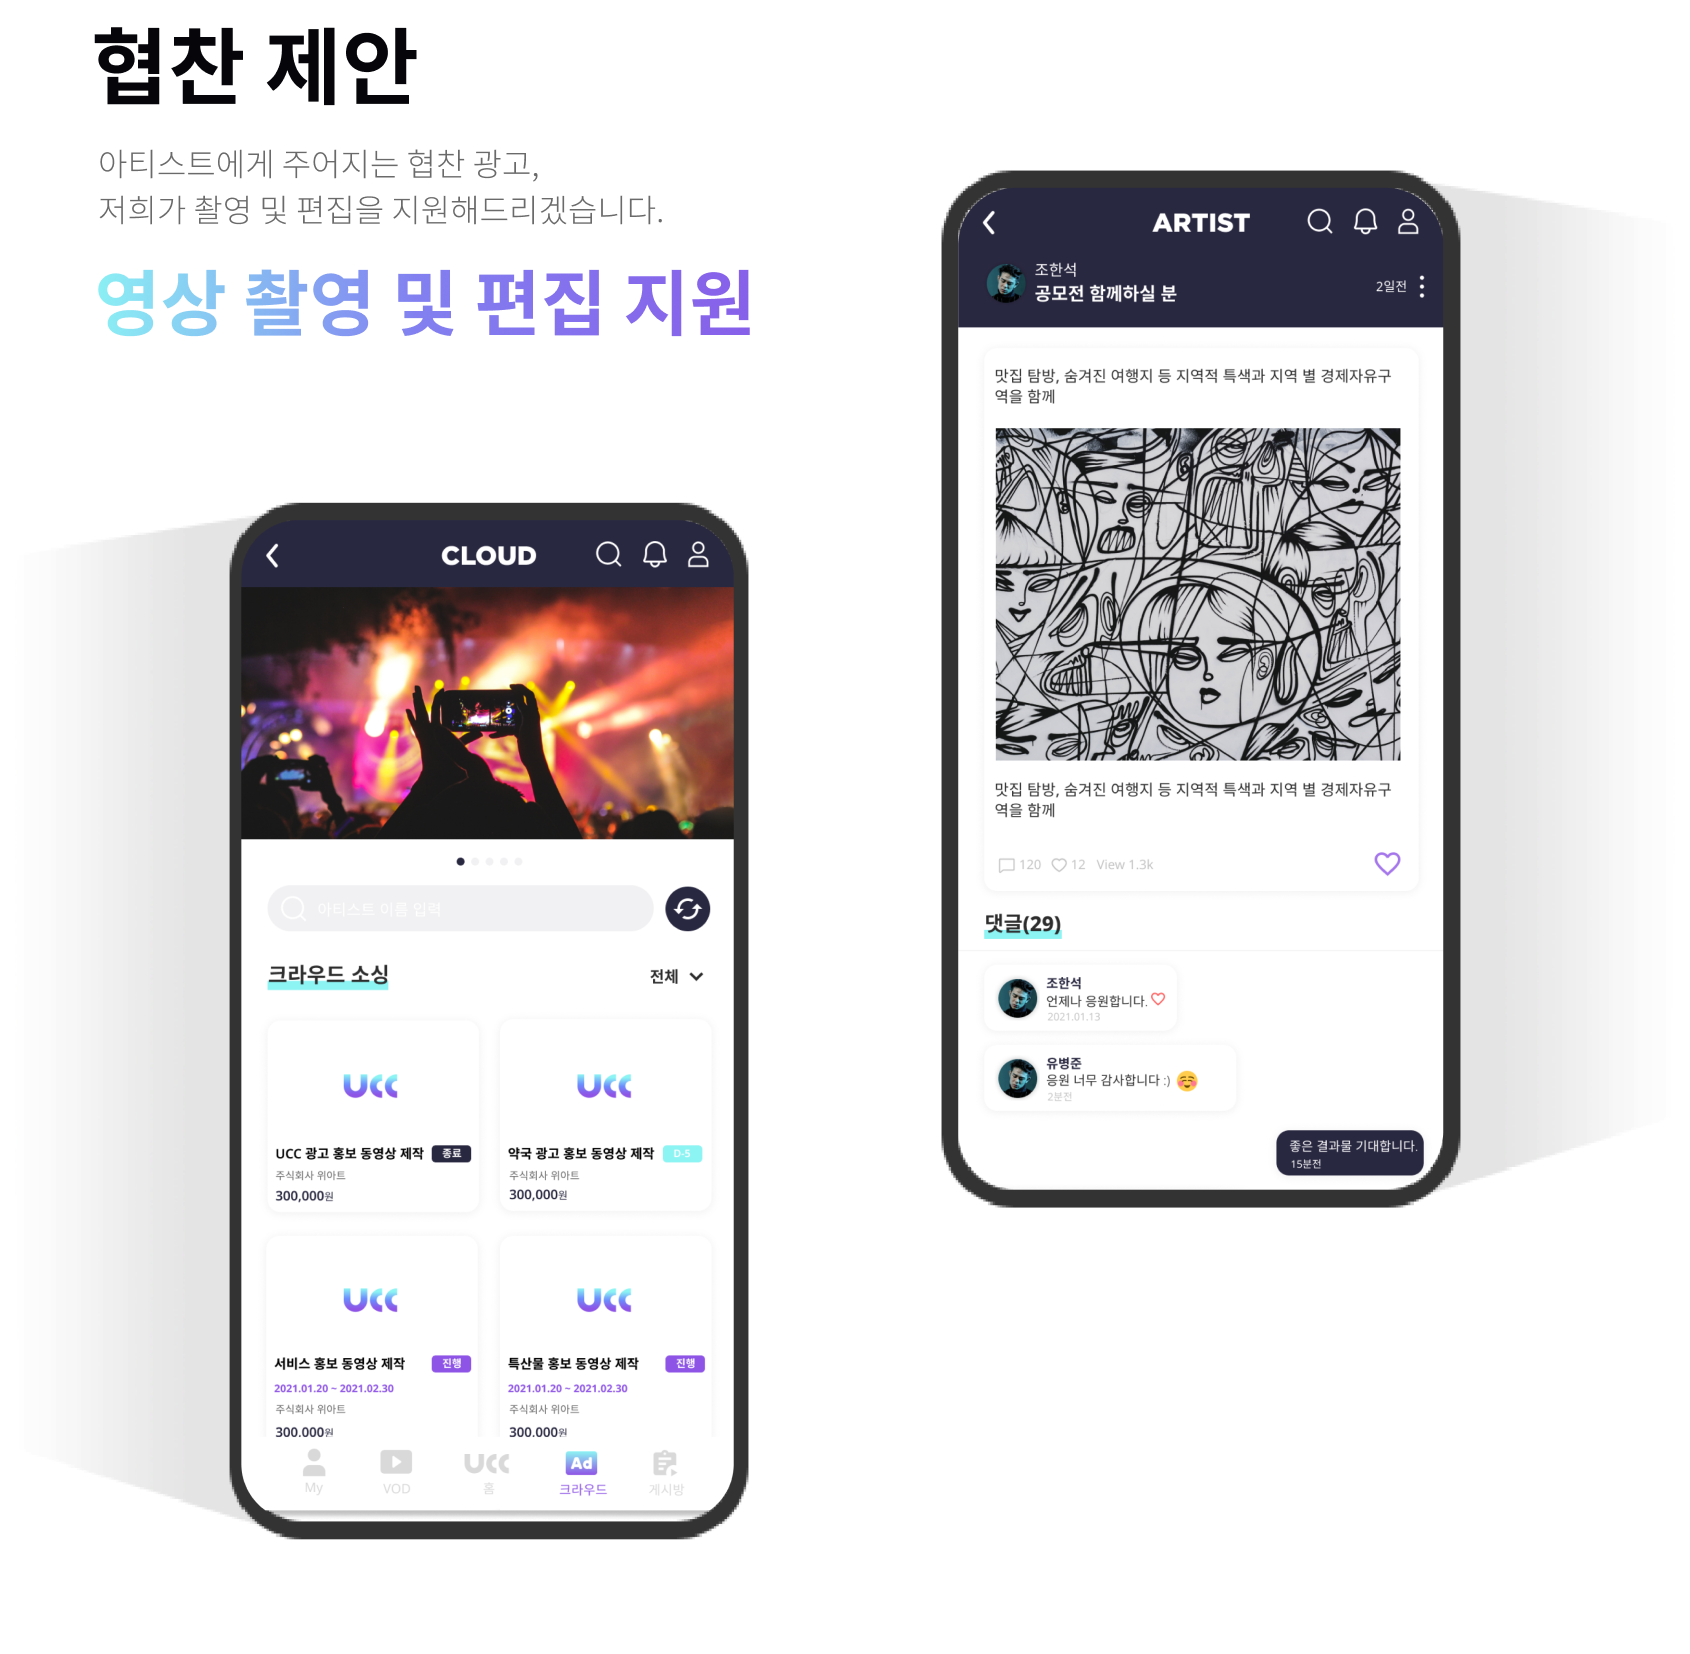 협찬 제안
아티스트에게 주어지는 협찬 광고,
저희가 촬영 및 편집을 지원해드리겠습니다.
영상 촬영 및 편집 지원
CLOUD
아티스트 이름 입력
크라우드 소싱
전체
UCC
UCC
UCC 광고 홍보 동영상 제작 종료
주식회사 위아트
300,000원
약국 광고 홍보 동영상 제작 D-5
주식회사 위아트
300,000원
UCC
UCC
서비스 홍보 동영상 제작 진행
2021.01.20 ~ 2021.02.30
주식회사 위아트
300.000원
특산물 홍보 동영상 제작 진행
2021.01.20 ~ 2021.02.30
주식회사 위아트
300.000원
My
VOD
UCC
홈
Ad
크라우드
게시방
ARTIST
조한석
공모전 함께하실 분
2일전
맛집 탐방, 숨겨진 여행지 등 지역적 특색과 지역 별 경제자유구
역을 함께
맛집 탐방, 숨겨진 여행지 등 지역적 특색과 지역 별 경제자유구
역을 함께
120 12 View 1.3k
댓글(29)
조한석
언제나 응원합니다.
2021.01.13
유병준
응원 너무 감사합니다 :)
2분전
좋은 결과물 기대합니다.
15분전